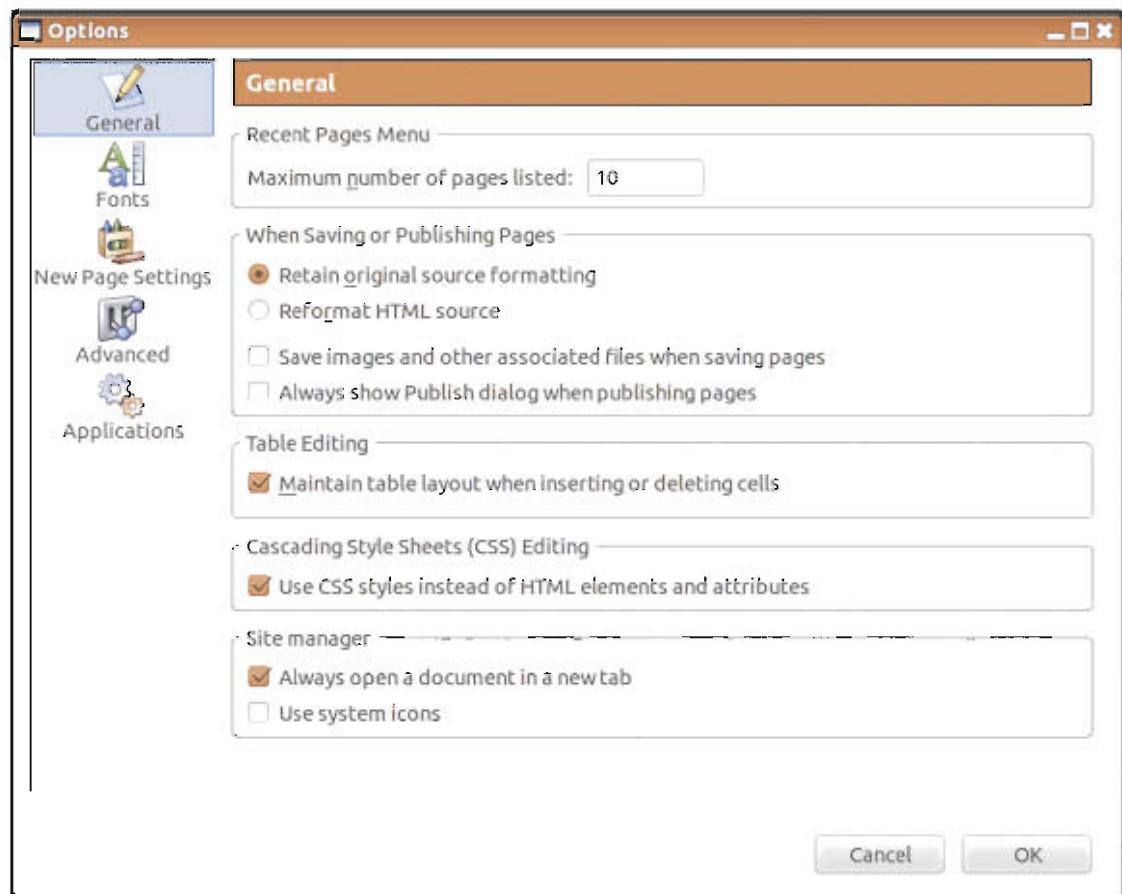 Options
General
Fonts
New Page Settings
Advanced
Applications
General
Recent Pages Menu
Maximum number of pages listed: 10
When Saving or Publishing Pages
Retain original source formatting
Reformat HTML source
Save images and other associated files when saving pages
Always show Publish dialog when publishing pages
Table Editing
Maintain table layout when inserting or deleting cells
Cascading Style Sheets (CSS) Editing
Use CSS styles instead of HTML elements and attributes
Site manager
Always open a document in a new tab
Use system icons
Cancel OK